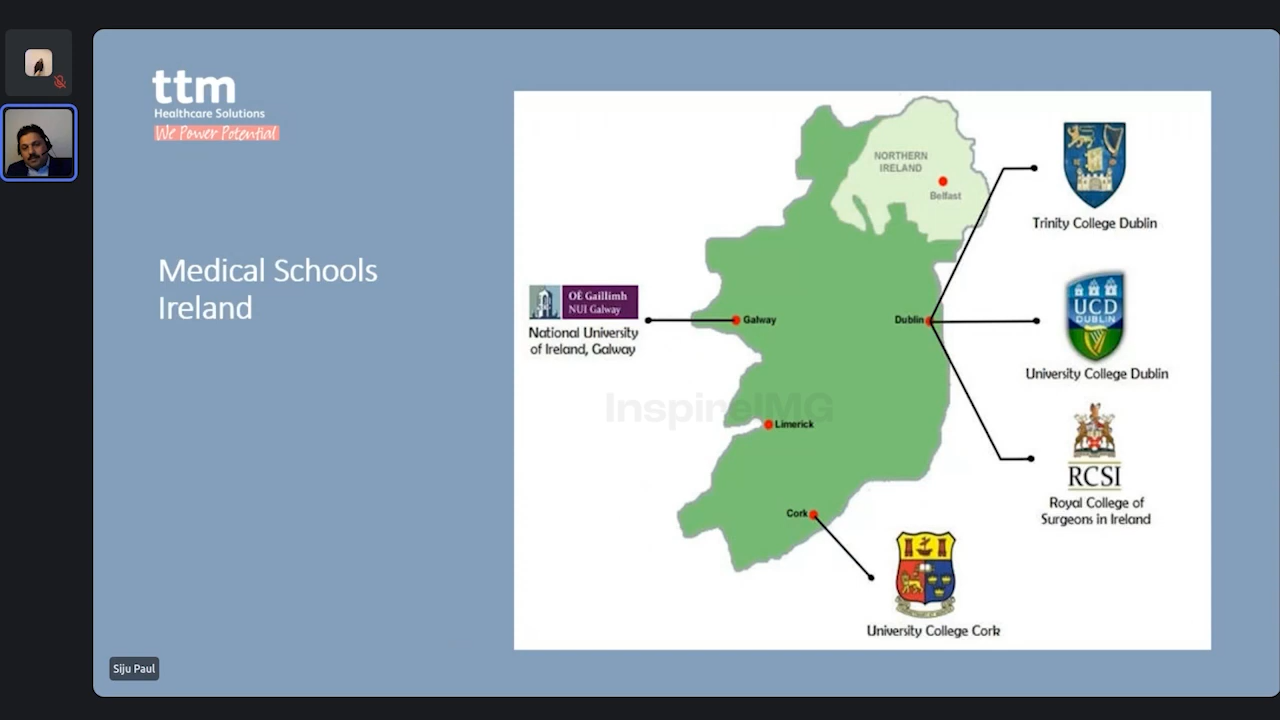 ttm
Healthcare Solutions
We Power Potential
Medical Schools
Ireland
NORTHERN
IRELAND
Belfast
Trinity College Dublin
OÉ Gaillimh
NUI Galway
National University
of Ireland, Galway
Galway
Dublin
UCD
DUBLIN
University College Dublin
InspireIMG
Limerick
RCSI
Royal College of
Surgeons in Ireland
Cork
University College Cork
Siju Paul